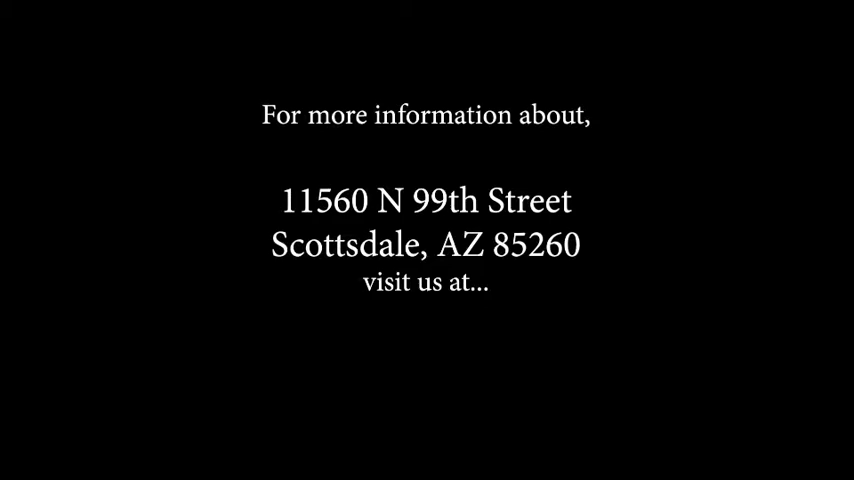 For more information about,
11560 N 99th Street
Scottsdale, AZ 85260
visit us at...